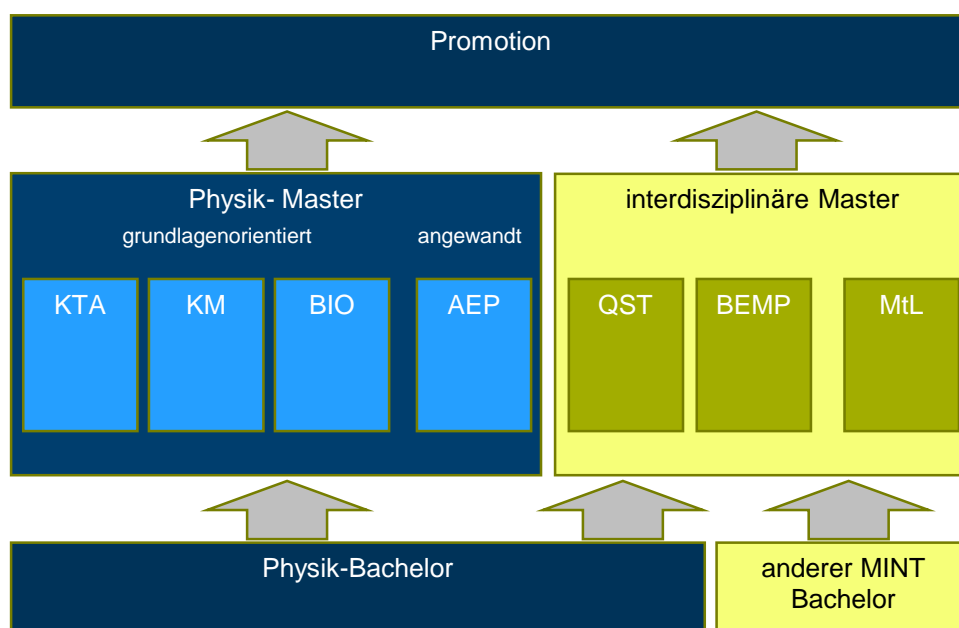 Promotion
Physik- Master
grundlagenorientiert
angewandt
KTA
KM
BIO
AEP
interdisziplinäre Master
QST
BEMP
MtL
Physik-Bachelor
anderer MINT
Bachelor